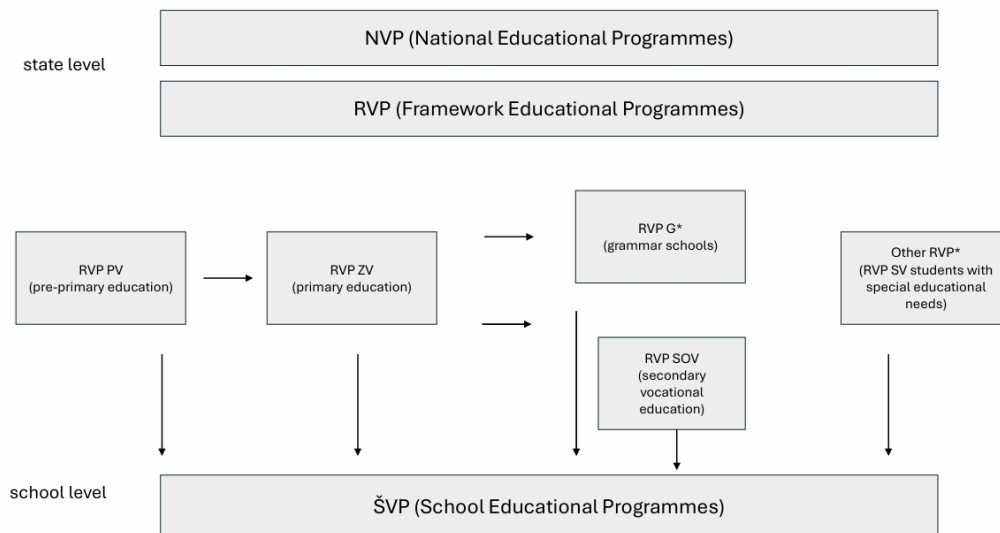 NVP (National Educational Programmes)
state level
RVP (Framework Educational Programmes)
RVP PV
(pre-primary education)
RVP ZV
(primary education)
RVP G*
(grammar schools)
Other RVP*
(RVP SV students with
special educational
needs)
RVP SOV
(secondary
vocational
education)
school level
ŠVP (School Educational Programmes)